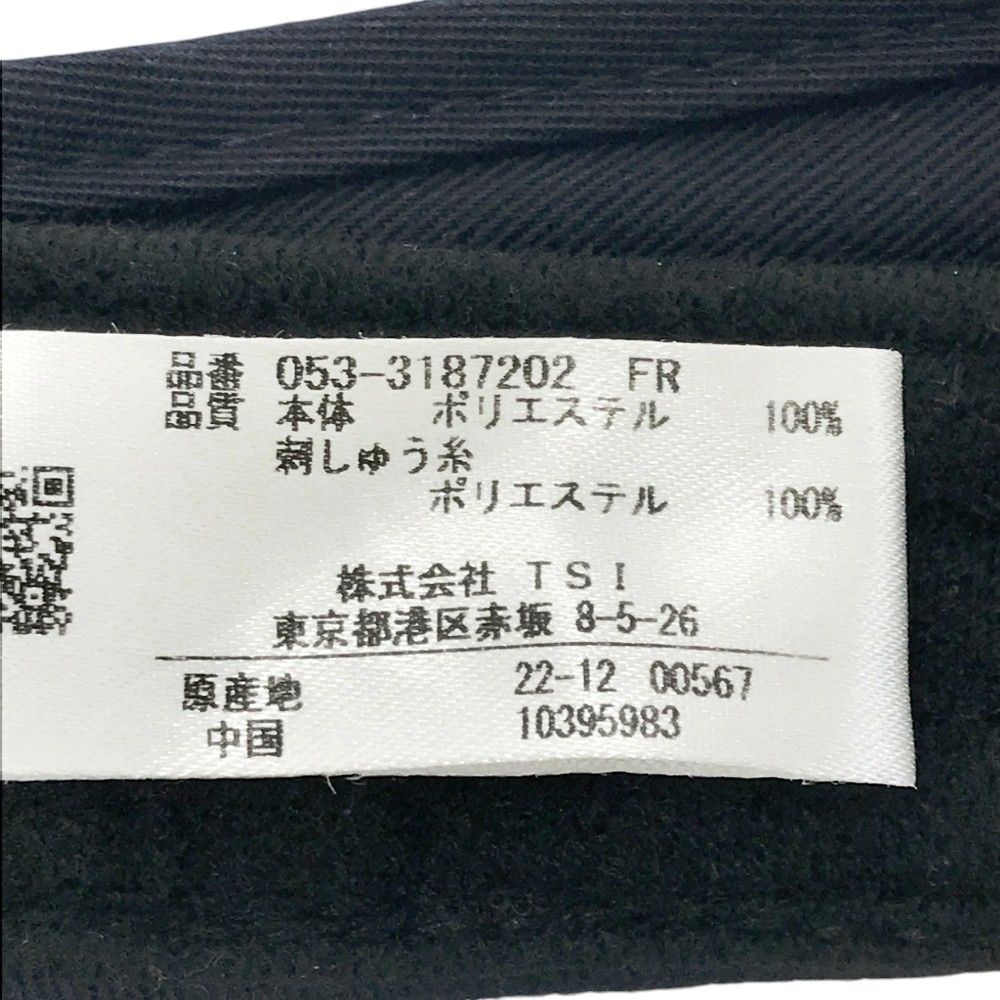 品番 053-3187202 FR
品質 本体 ポリエステル 100%
刺しゅう糸
ポリエステル 100%
株式会社 TSI
東京都港区赤坂 8-5-26
原産地 22-12 00567
中国 10395983